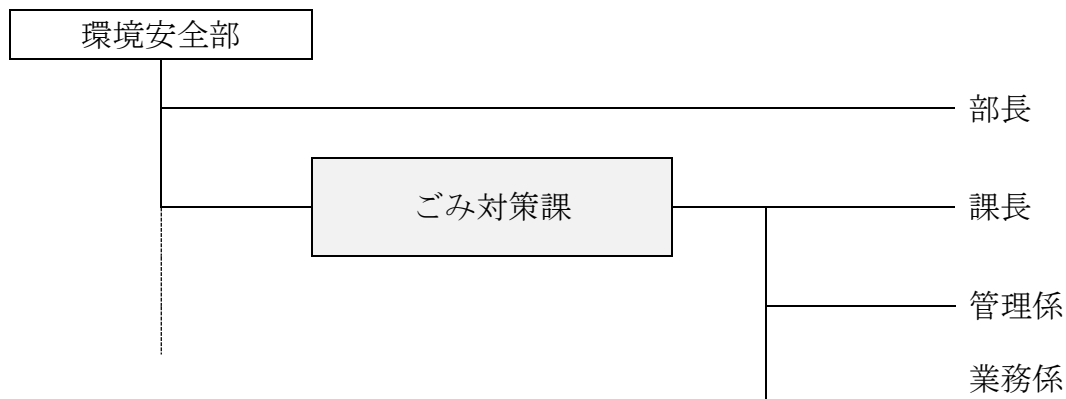 環境安全部
部長
ごみ対策課
課長
管理係
業務係